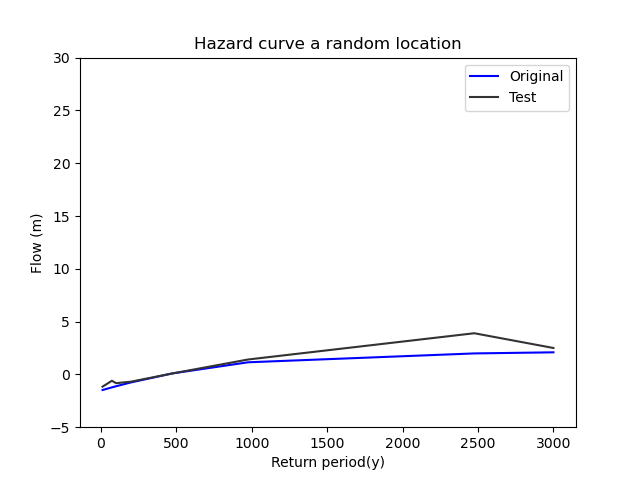 Hazard curve a random location
30
25
20
15
10
5
0
−5
Flow (m)
Original
Test
0 500 1000 1500 2000 2500 3000
Return period(y)